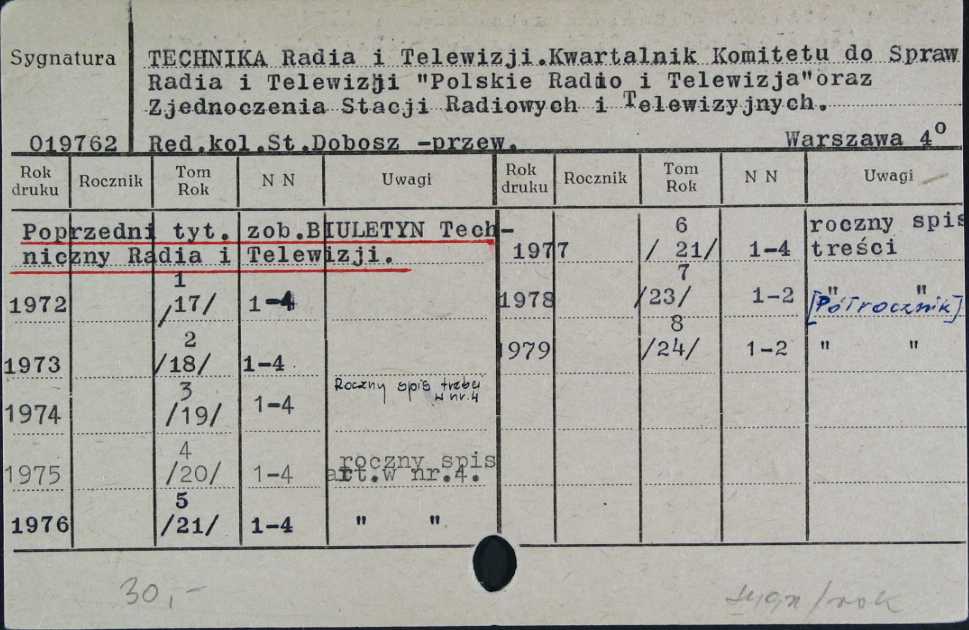 Sygnatura TECHNIKA Radia i Telewizji.Kwartalnik Komitetu do Spraw
Radia i Telewizji "Polskie Radio i Telewizja"oraz
Zjednoczenia Stacji Radiowych i Telewizyjnych.
019762 Red.kol.St.Dobosz -przew. Warszawa 4o
Rok druku Rocznik Tom Rok N N Uwagi Rok druku Rocznik Tom Rok N N Uwagi
Poprzedni tyt. zob.BIULETYN Tech-
niczny Radia i Telewizji.
1972 1 /17/ 1-4
1973 2 /18/ 1-4
1974 3 /19/ 1-4 Roczny spis treści w nr.4
1975 4 /20/ 1-4 roczny spis art.w nr.4.
1976 5 /21/ 1-4 " "
1977 6 / 21/ 1-4 roczny spis treści
1978 7 /23/ 1-2 " " [Półrocznik]
1979 8 /24/ 1-2 " "
30,-
sygn/rok